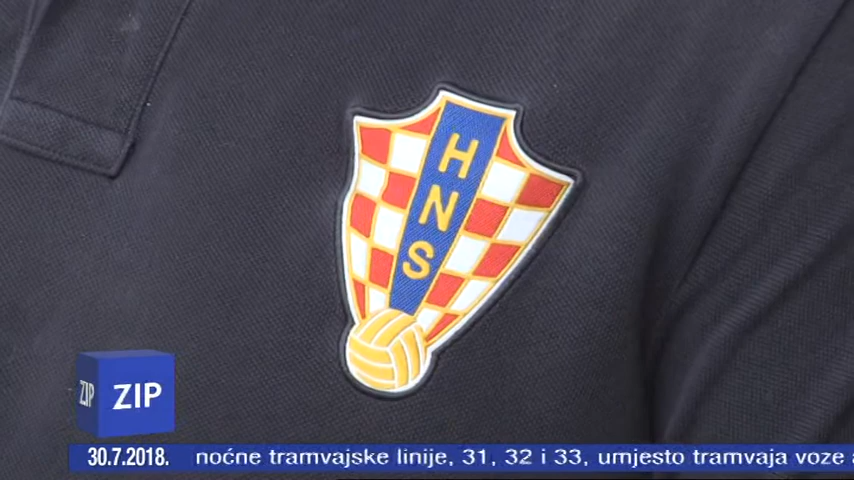 HNS
ZIP
ZIP
30.7.2018. noćne tramvajske linije, 31, 32 i 33, umjesto tramvaja voze